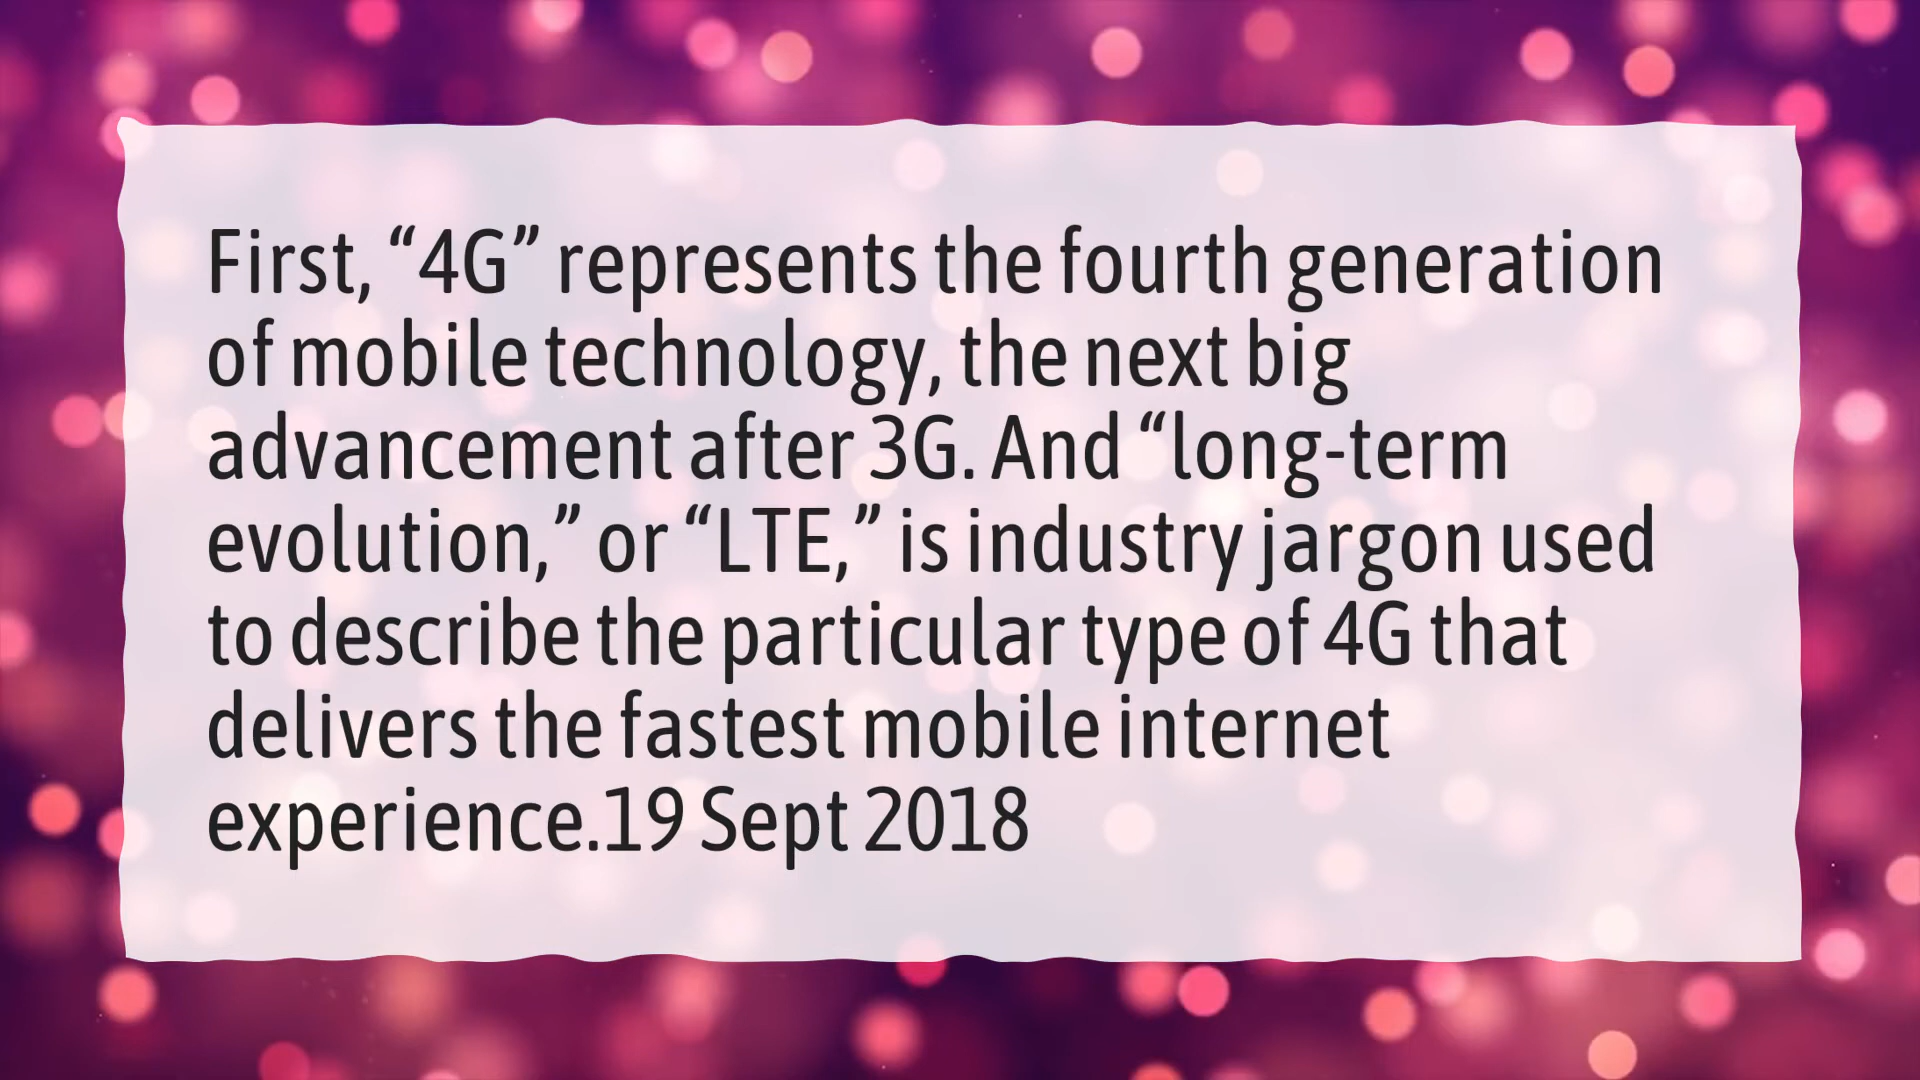 First, “4G” represents the fourth generation
of mobile technology, the next big
advancement after 3G. And “long-term
evolution,” or “LTE,” is industry jargon used
to describe the particular type of 4G that
delivers the fastest mobile internet
experience.19 Sept 2018